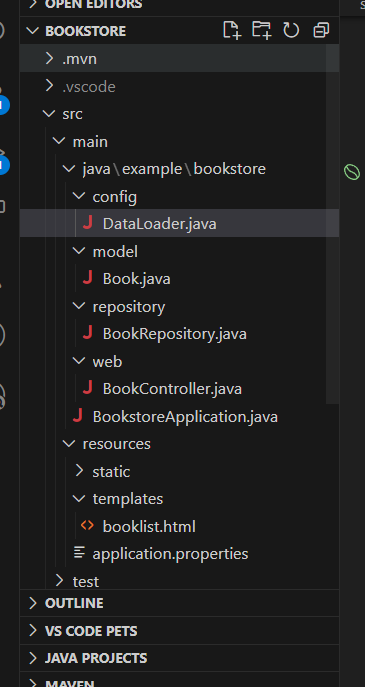 OPEN EDITORS
BOOKSTORE
.mvn
.vscode
src
main
java\example\bookstore
config
DataLoader.java
model
Book.java
repository
BookRepository.java
web
BookController.java
BookstoreApplication.java
resources
static
templates
booklist.html
application.properties
test
OUTLINE
VS CODE PETS
JAVA PROJECTS
MAVEN